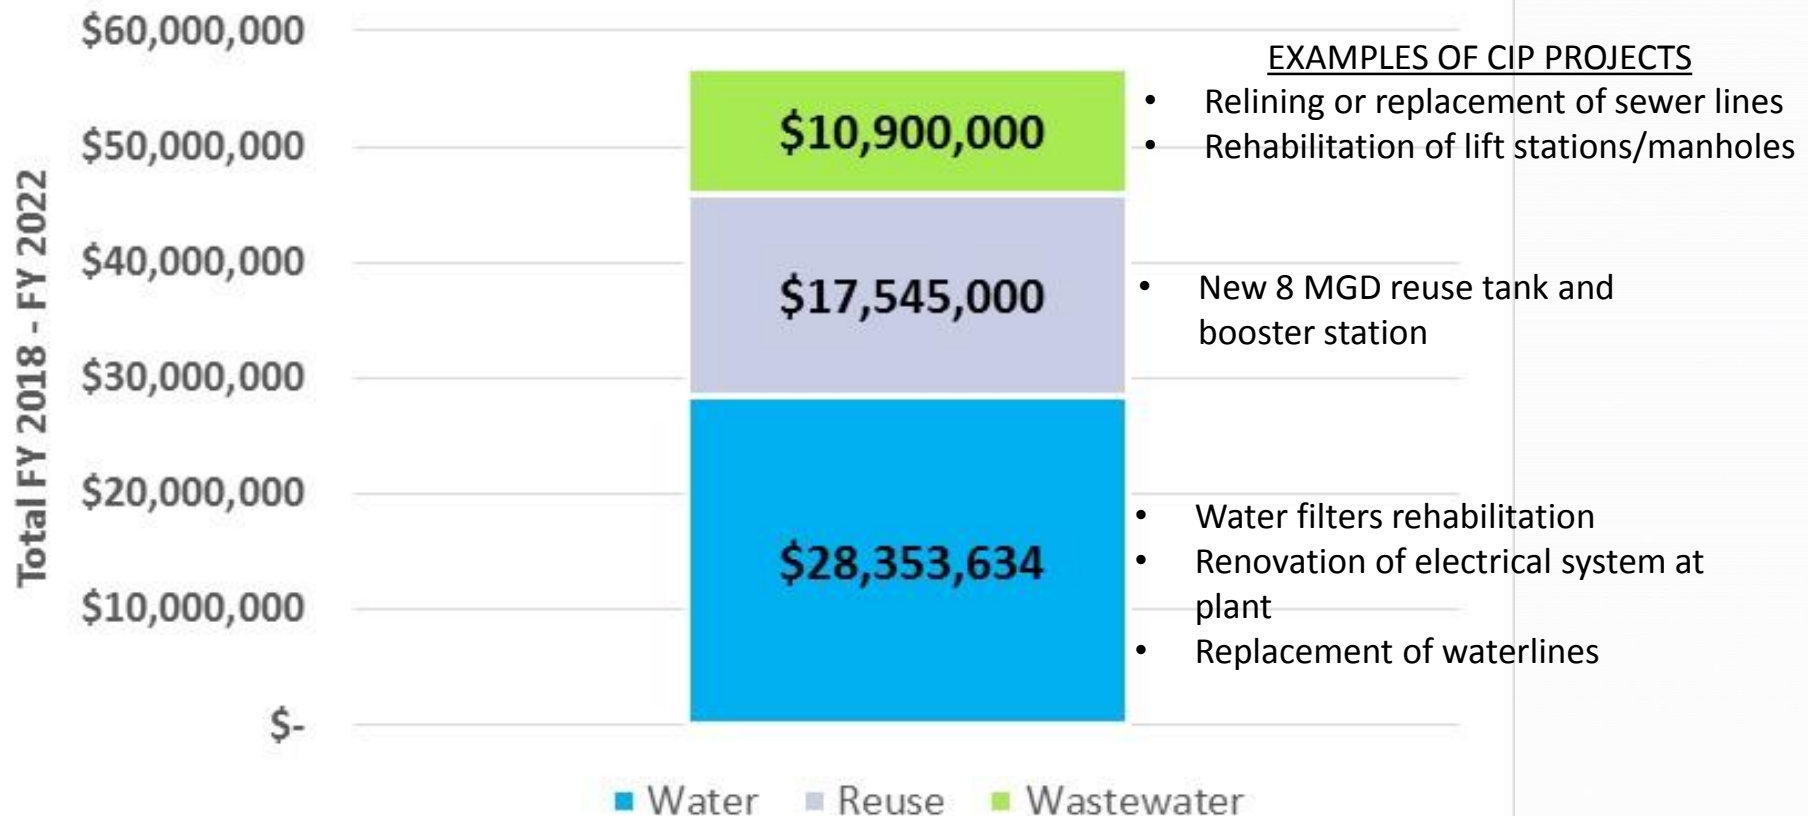 Total FY 2018 - FY 2022
$60,000,000
$50,000,000
$40,000,000
$30,000,000
$20,000,000
$10,000,000
$-
$10,900,000
$17,545,000
$28,353,634
EXAMPLES OF CIP PROJECTS
• Relining or replacement of sewer lines
• Rehabilitation of lift stations/manholes
• New 8 MGD reuse tank and
booster station
• Water filters rehabilitation
• Renovation of electrical system at
plant
• Replacement of waterlines
Water Reuse Wastewater